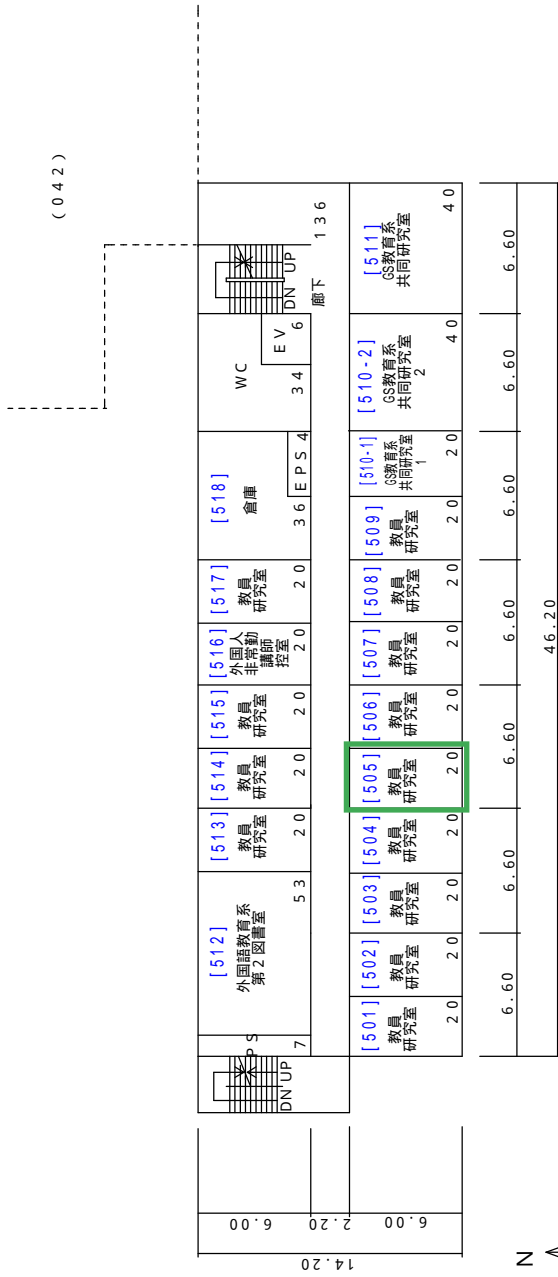 (042)
136
DN UP
廊下
WC
EV
6
34
[518]
倉庫
EPS
4
36
[517]
教員
研究室
20
[516]
外国人
非常勤
講師
控室
20
[515]
教員
研究室
20
[514]
教員
研究室
20
[513]
教員
研究室
20
[512]
外国語教育系
第2図書室
53
PS
7
DN UP
[511]
GS教育系
共同研究室
40
[510-2]
GS教育系
共同研究室
2
40
[510-1]
GS教育系
共同研究室
1
20
[509]
教員
研究室
20
[508]
教員
研究室
20
[507]
教員
研究室
20
[506]
教員
研究室
20
[505]
教員
研究室
20
[504]
教員
研究室
20
[503]
教員
研究室
20
[502]
教員
研究室
20
[501]
教員
研究室
20
6.60
6.60
6.60
6.60
6.60
6.60
6.60
46.20
6.00
2.20
6.00
14.20
N